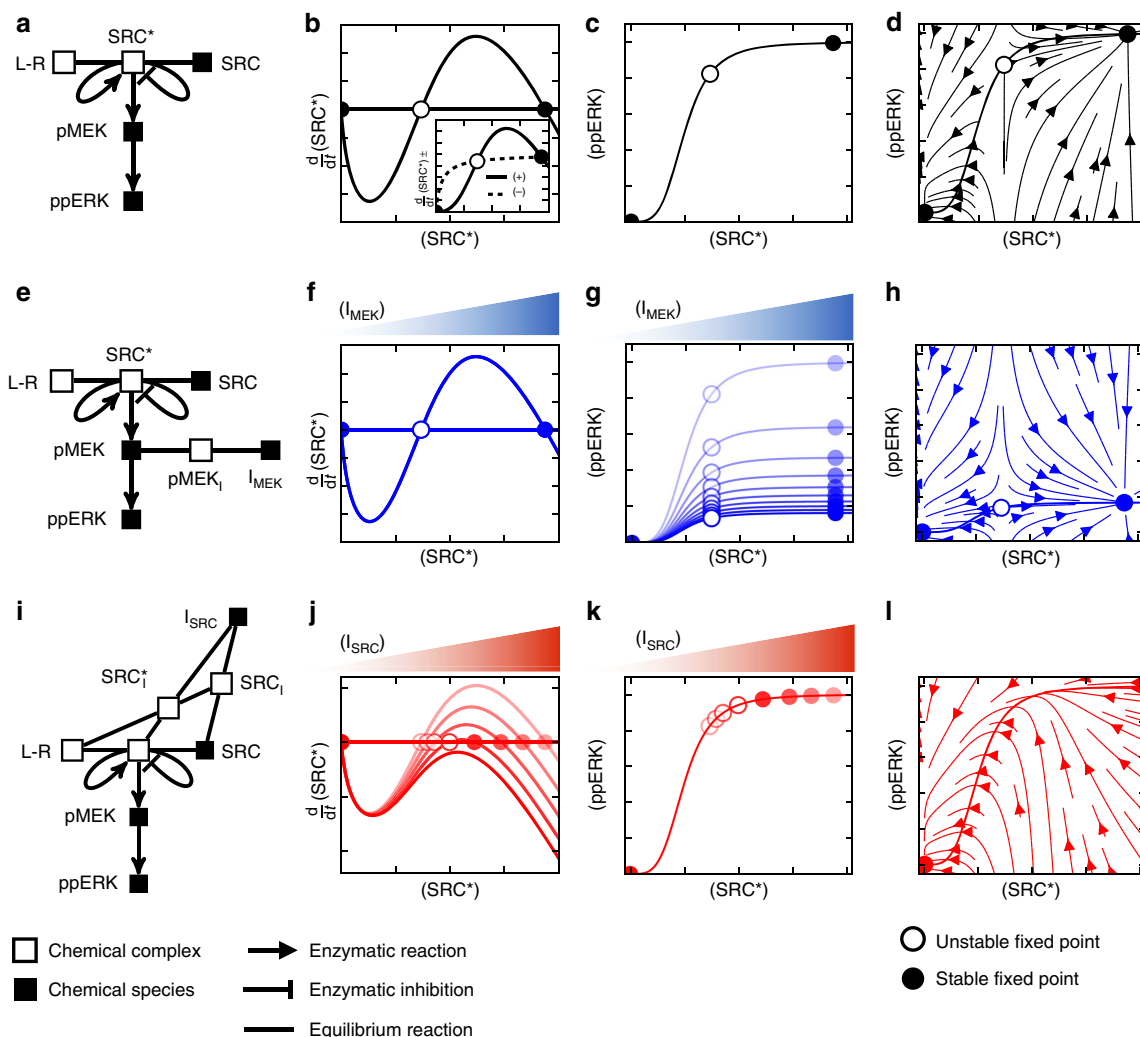 a
SRC*
L-R
SRC
pMEK
ppERK
b
d/dt (SRC*)
d/dt (SRC*) ±
(+)
(−)
(SRC*)
c
(ppERK)
(SRC*)
d
(ppERK)
(SRC*)
e
SRC*
L-R
SRC
pMEK
pMEK_I
I_MEK
ppERK
f
(I_MEK)
d/dt (SRC*)
(SRC*)
g
(I_MEK)
(ppERK)
(SRC*)
h
(ppERK)
(SRC*)
i
I_SRC
SRC*_I
SRC_I
L-R
SRC
pMEK
ppERK
j
(I_SRC)
d/dt (SRC*)
(SRC*)
k
(I_SRC)
(ppERK)
(SRC*)
l
(ppERK)
(SRC*)
Chemical complex
Chemical species
Enzymatic reaction
Enzymatic inhibition
Equilibrium reaction
Unstable fixed point
Stable fixed point